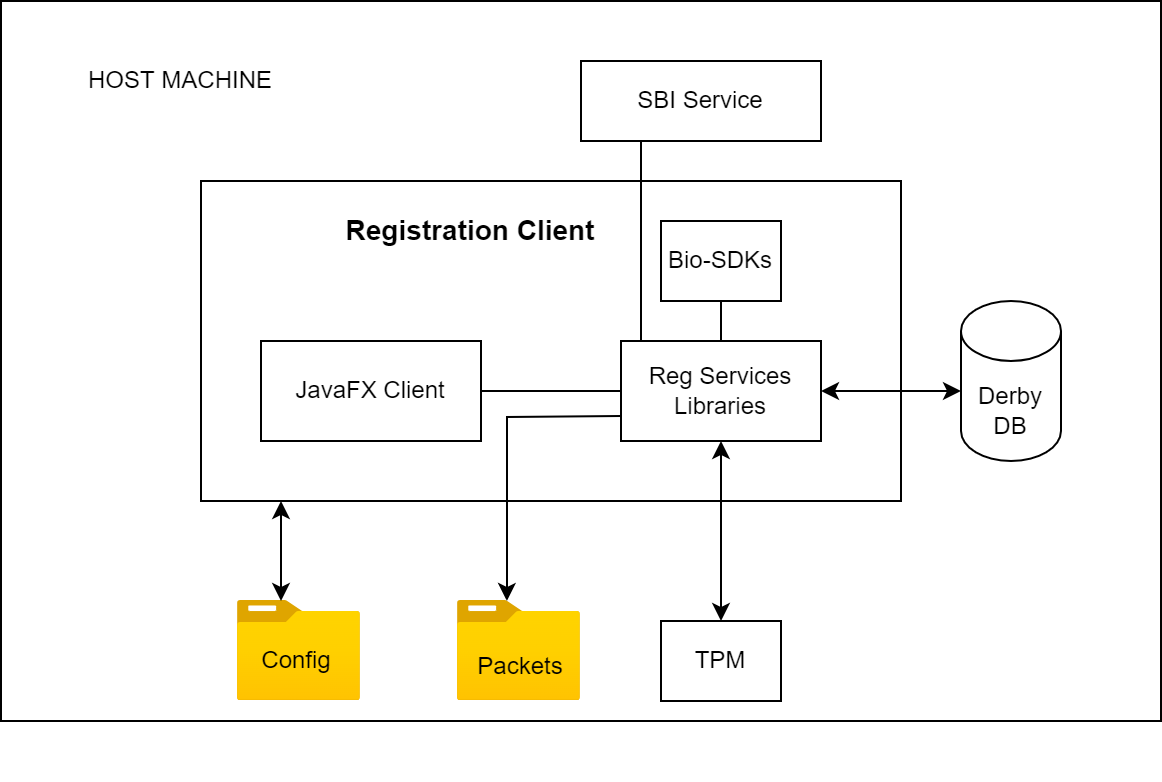 HOST MACHINE
SBI Service
Registration Client
Bio-SDKs
JavaFX Client
Reg Services
Libraries
Derby
DB
Config
Packets
TPM